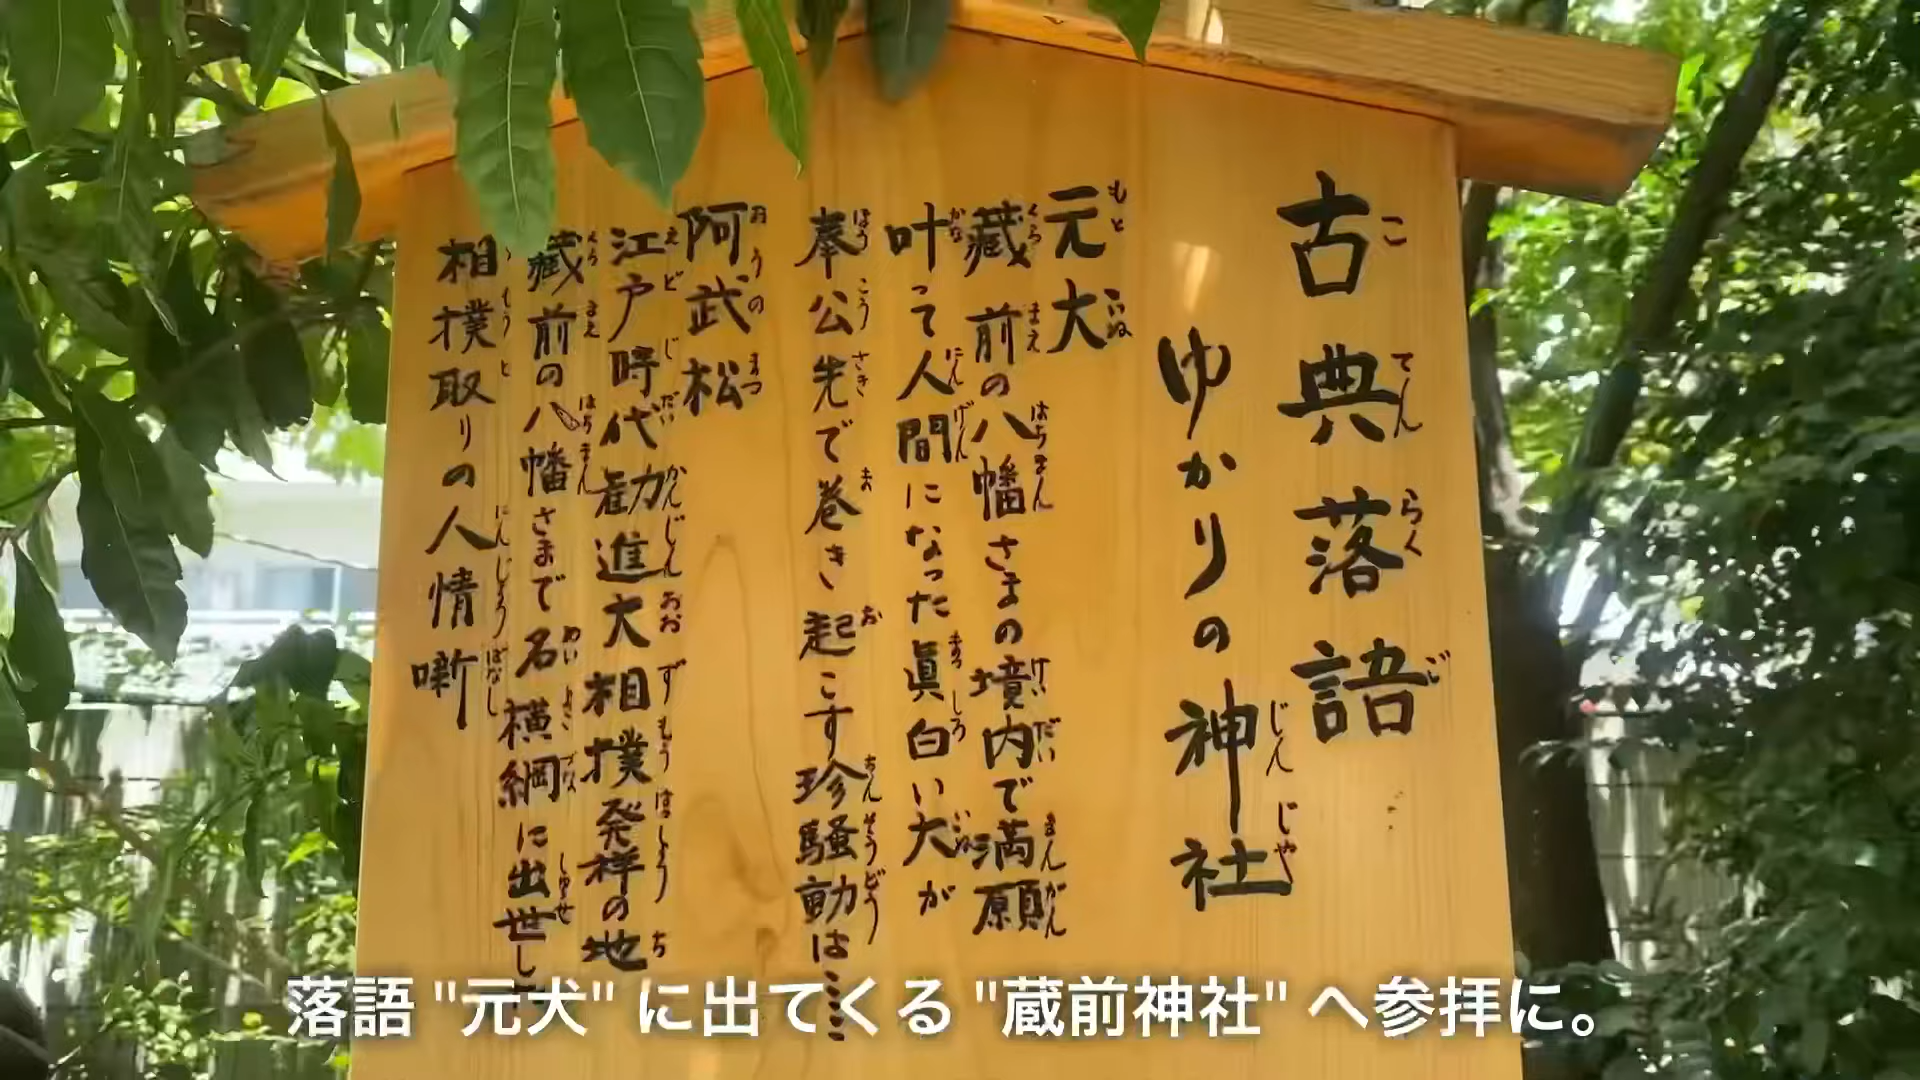 古典落語
ゆかりの神社
元犬
藏前の八幡さまの境内で満願
叶って人間になった眞白い犬が
奉公先で巻き起こす珍騒動は……
阿武松
江戸時代勧進大相撲発祥の地
藏前の八幡さまで名横綱に出世し
相撲取りの人情噺
落語 "元犬" に出てくる "蔵前神社" へ参拝に。